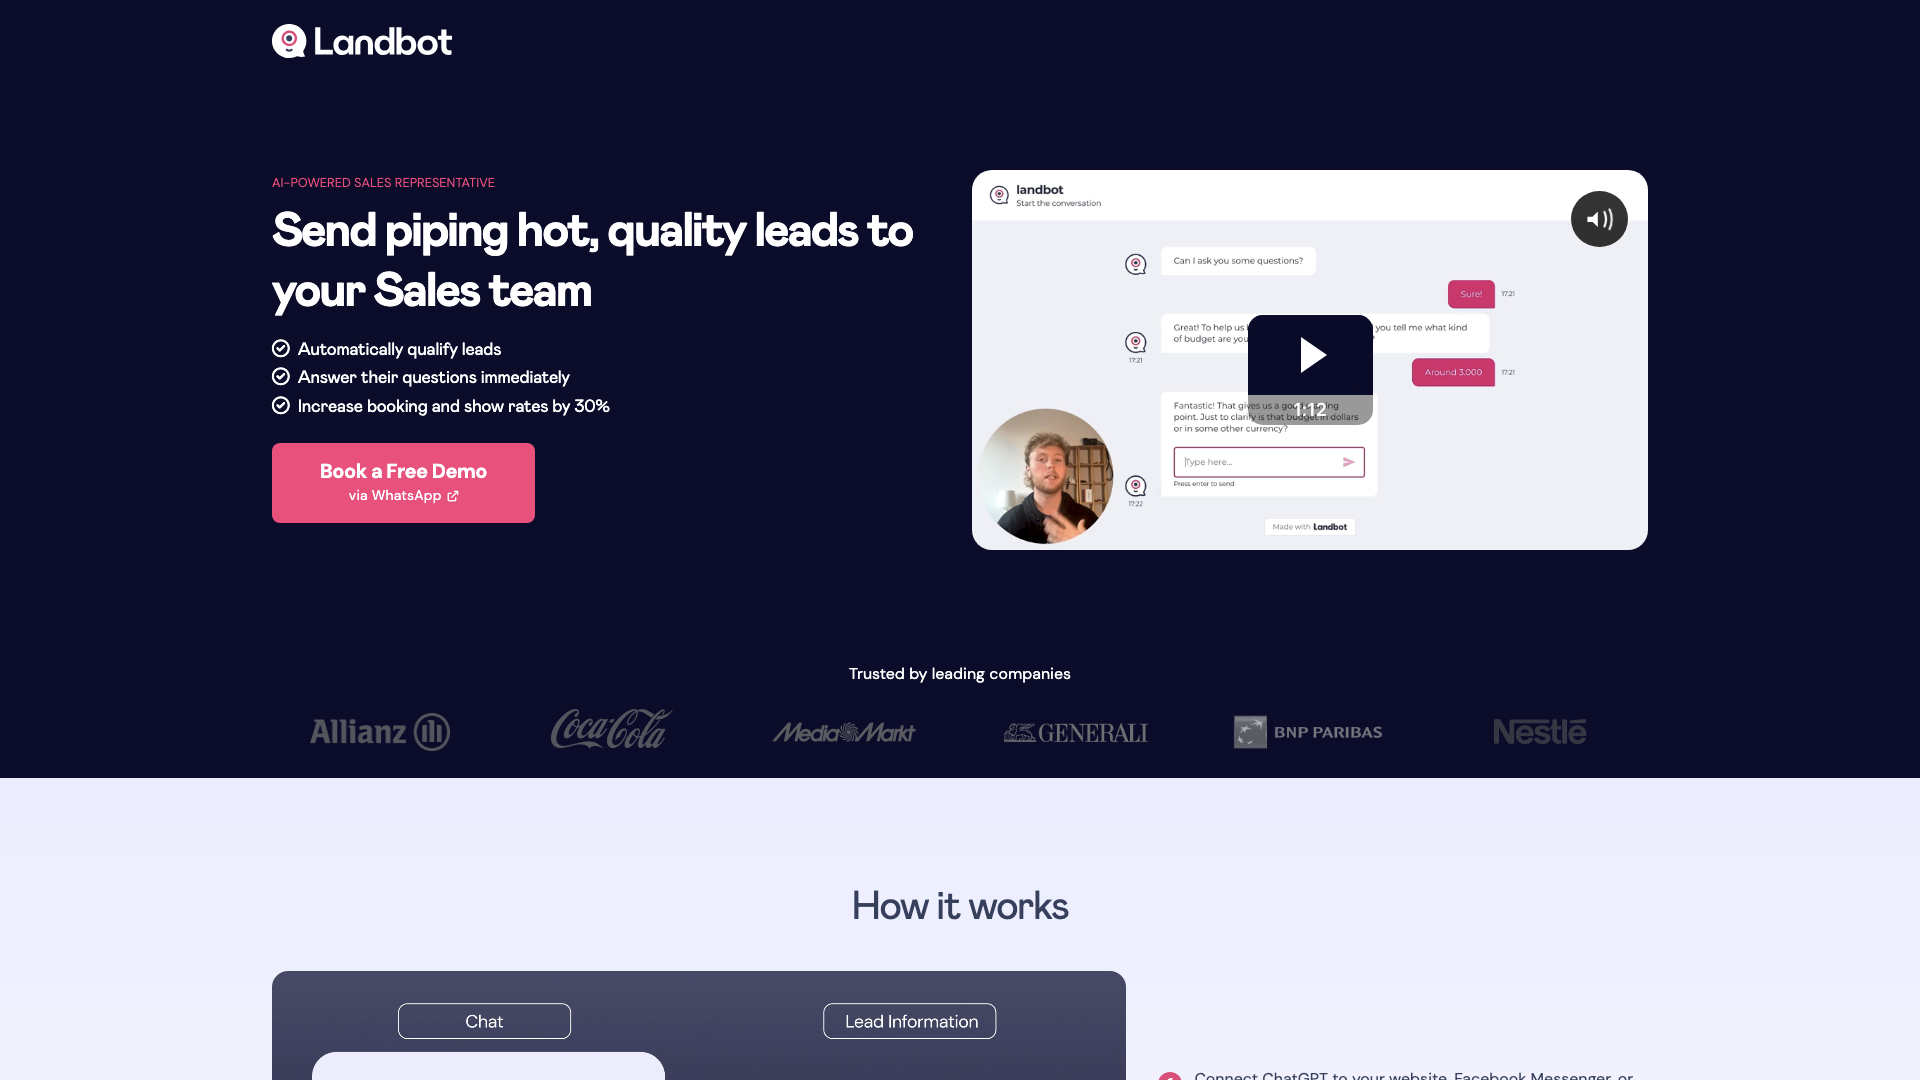 Landbot
AI-POWERED SALES REPRESENTATIVE
Send piping hot, quality leads to
your Sales team
Automatically qualify leads
Answer their questions immediately
Increase booking and show rates by 30%
Book a Free Demo
via WhatsApp
landbot
Start the conversation
Can I ask you some questions?
Sure!
17:21
Great! To help us
you tell me what kind
of budget are you
17:21
Around 3.000
17:21
1:12
Fantastic! That gives us a good
point. Just to clarify is that budget in dollars
or in some other currency?
Type here...
Press enter to send
17:22
Made with Landbot
Trusted by leading companies
Allianz
Coca-Cola
MediaMarkt
GENERALI
BNP PARIBAS
Nestlé
How it works
Chat
Lead Information
Connect ChatGPT to your website, Facebook Messenger, or